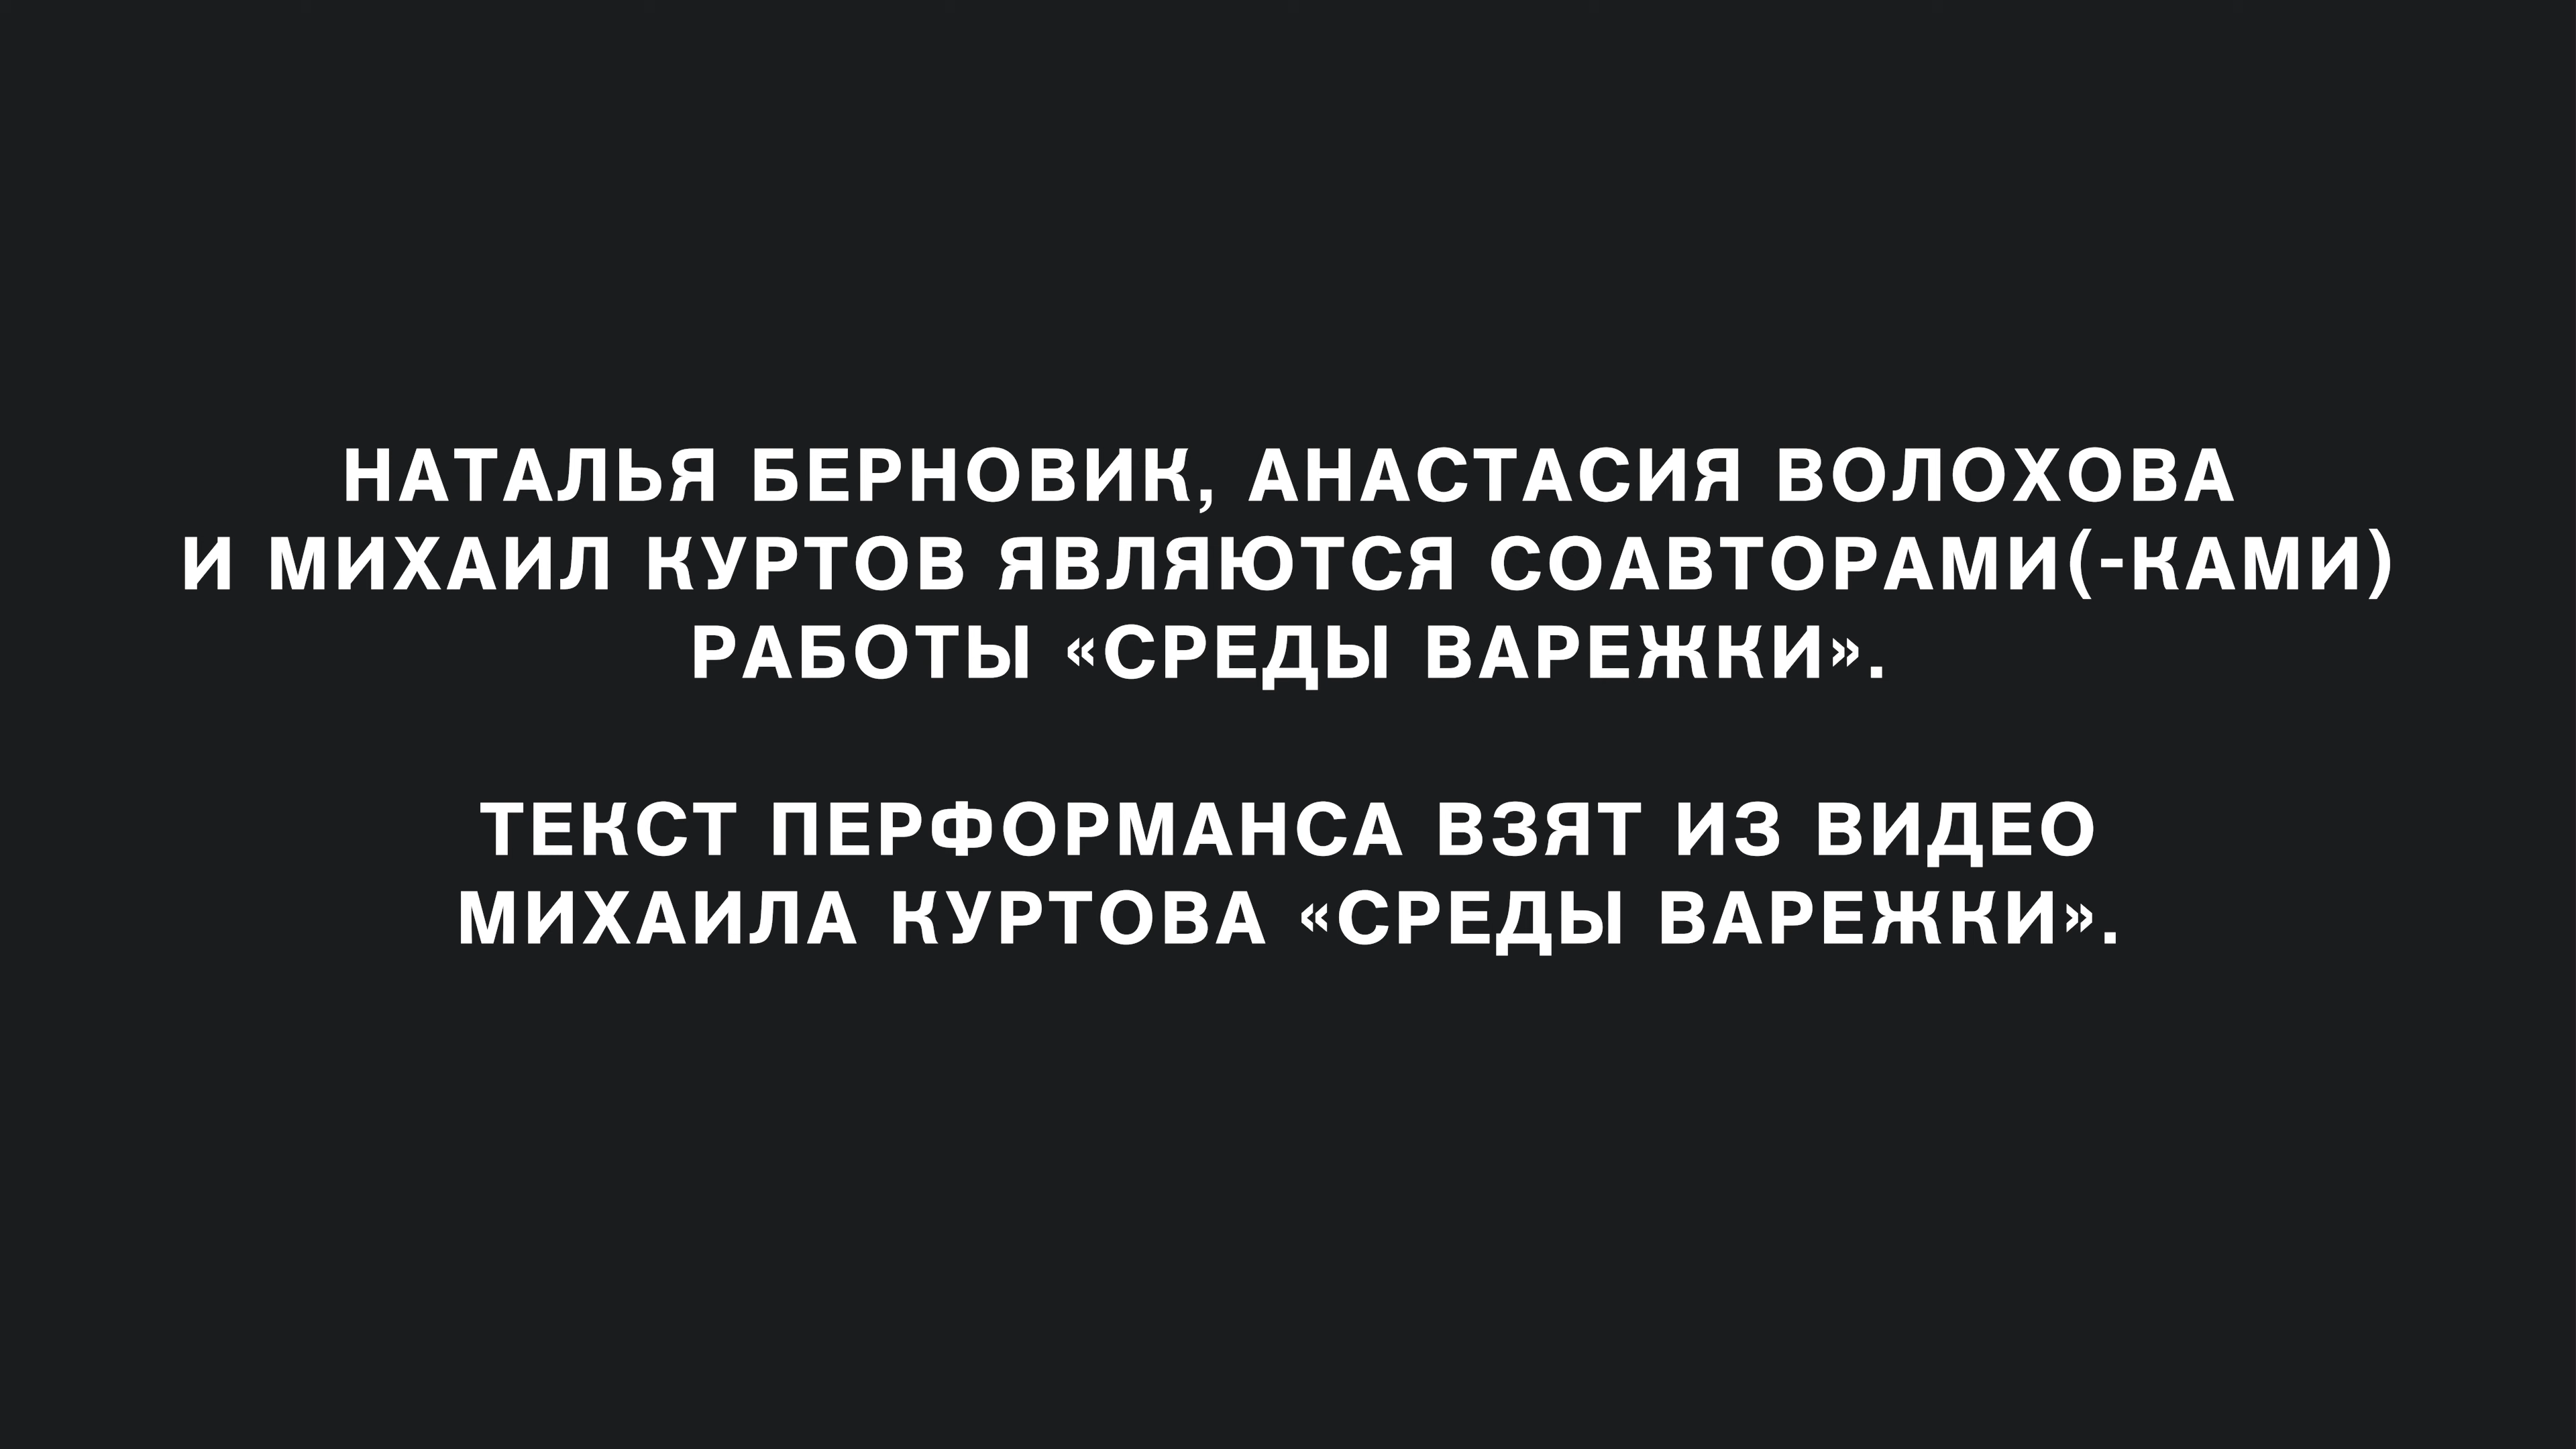 НАТАЛЬЯ БЕРНОВИК, АНАСТАСИЯ ВОЛОХОВА
И МИХАИЛ КУРТОВ ЯВЛЯЮТСЯ СОАВТОРАМИ(-КАМИ)
РАБОТЫ «СРЕДЫ ВАРЕЖКИ».
ТЕКСТ ПЕРФОРМАНСА ВЗЯТ ИЗ ВИДЕО
МИХАИЛА КУРТОВА «СРЕДЫ ВАРЕЖКИ».